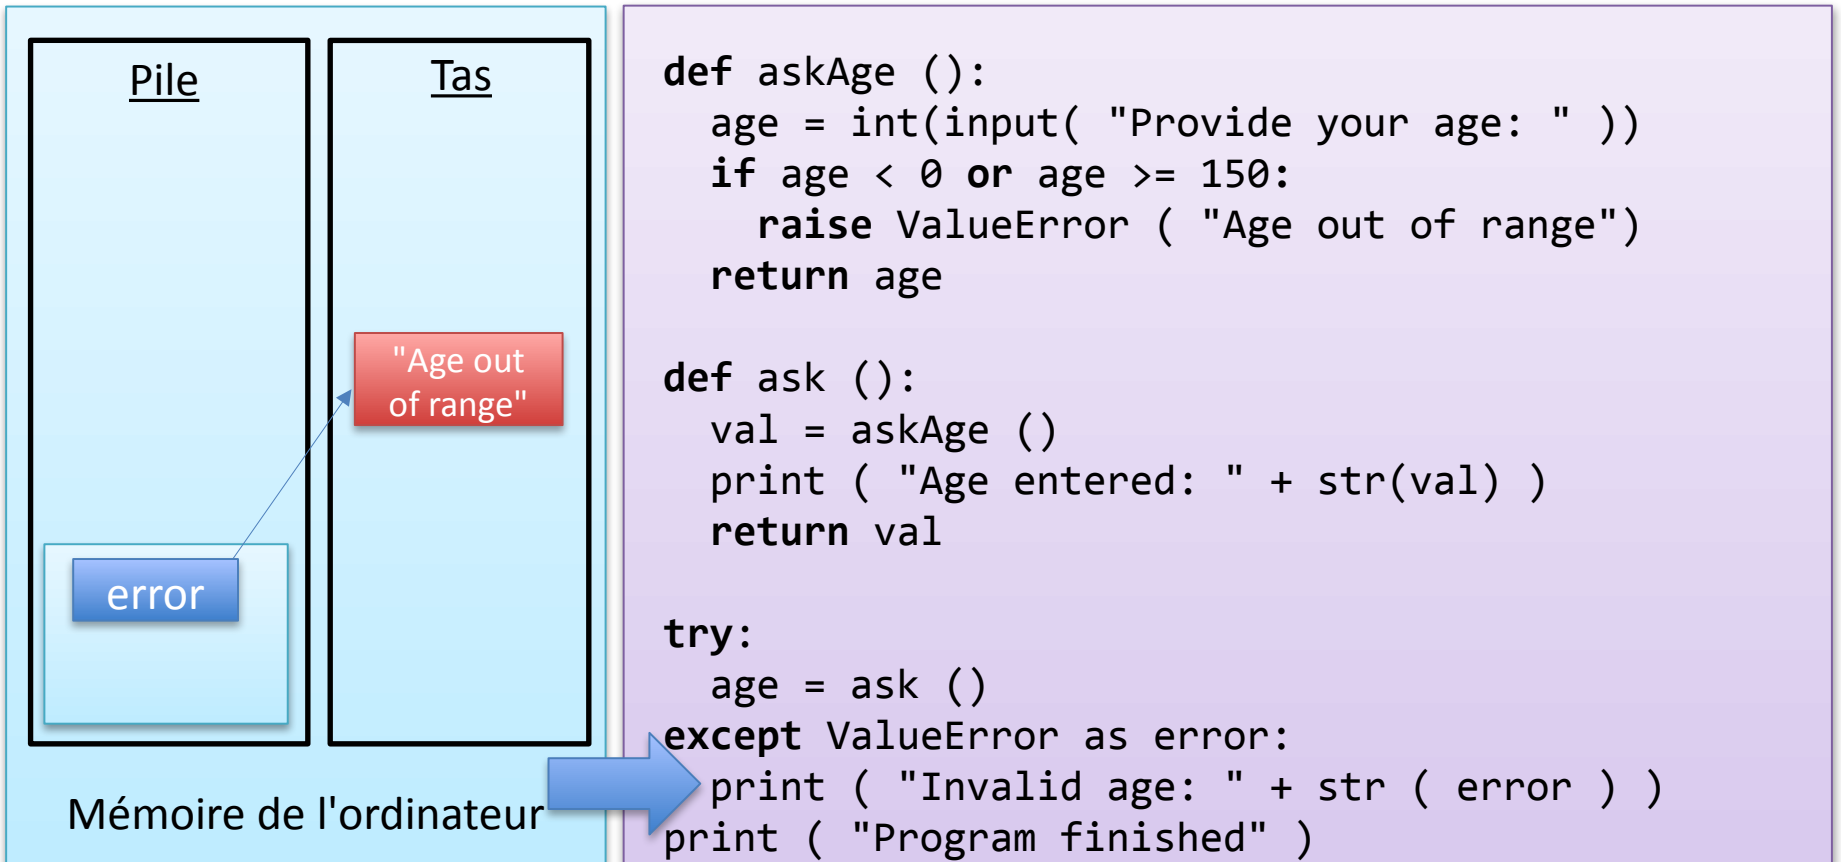 Pile
Tas
"Age out
of range"
error
Mémoire de l'ordinateur
def askAge ():
age = int(input( "Provide your age: " ))
if age < 0 or age >= 150:
raise ValueError ( "Age out of range")
return age
def ask ():
val = askAge ()
print ( "Age entered: " + str(val) )
return val
try:
age = ask ()
except ValueError as error:
print ( "Invalid age: " + str ( error ) )
print ( "Program finished" )